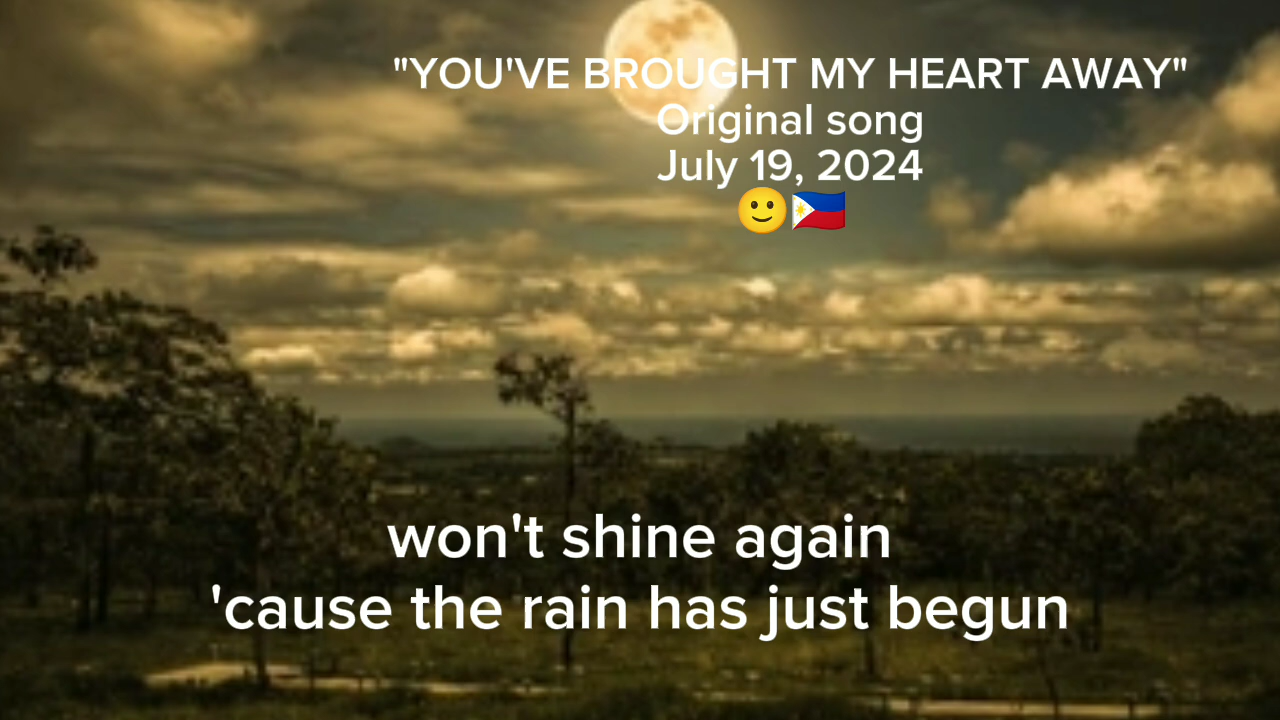 "YOU'VE BROUGHT MY HEART AWAY"
Original song
July 19, 2024
🙂🇵🇭
won't shine again
'cause the rain has just begun